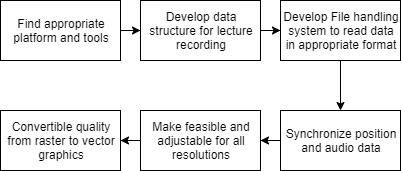 Find appropriate
platform and tools
Develop data
structure for lecture
recording
Develop File handling
system to read data
in appropriate format
Synchronize position
and audio data
Make feasible and
adjustable for all
resolutions
Convertible quality
from raster to vector
graphics